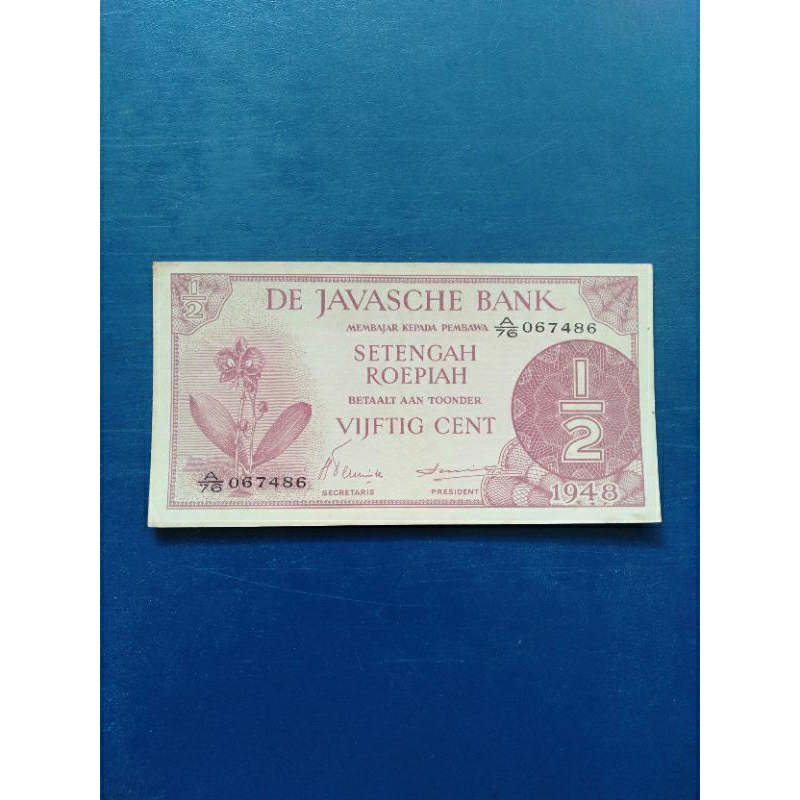 1/2
DE JAVASCHE BANK
MEMBAJAR KEPADA PEMBAWA A/76 067486
SETENGAH
ROEPIAH
BETAALT AAN TOONDER
VIJFTIG CENT
1/2
A/76 067486
SECRETARIS PRESIDENT
1948